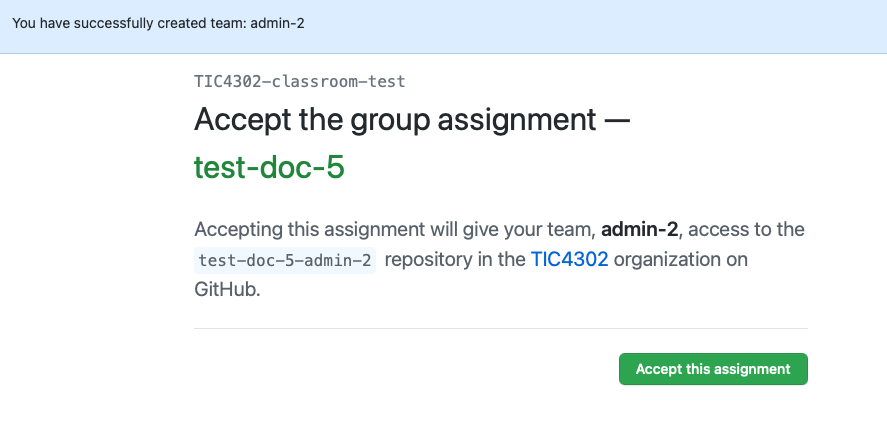 You have successfully created team: admin-2
TIC4302-classroom-test
Accept the group assignment —
test-doc-5
Accepting this assignment will give your team, admin-2, access to the
test-doc-5-admin-2 repository in the TIC4302 organization on
GitHub.
Accept this assignment